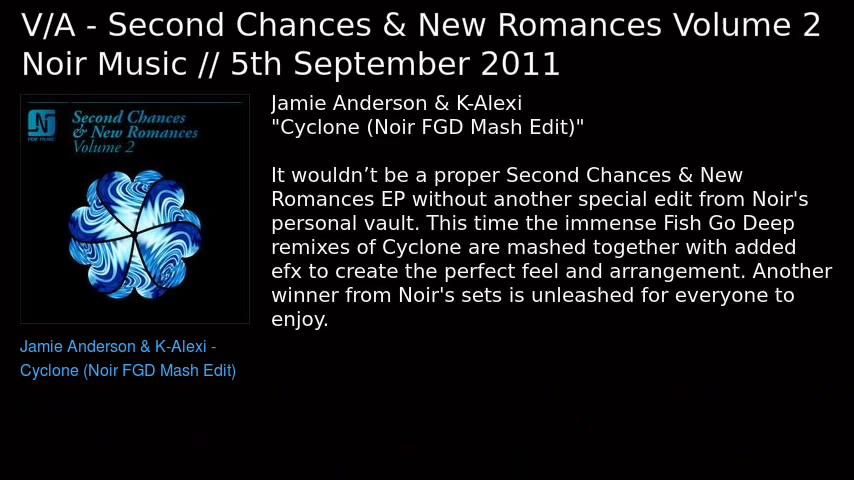 V/A - Second Chances & New Romances Volume 2
Noir Music // 5th September 2011
N
NOIR MUSIC
Second Chances
& New Romances
Volume 2
Jamie Anderson & K-Alexi
"Cyclone (Noir FGD Mash Edit)"
It wouldn’t be a proper Second Chances & New
Romances EP without another special edit from Noir's
personal vault. This time the immense Fish Go Deep
remixes of Cyclone are mashed together with added
efx to create the perfect feel and arrangement. Another
winner from Noir's sets is unleashed for everyone to
enjoy.
Jamie Anderson & K-Alexi -
Cyclone (Noir FGD Mash Edit)